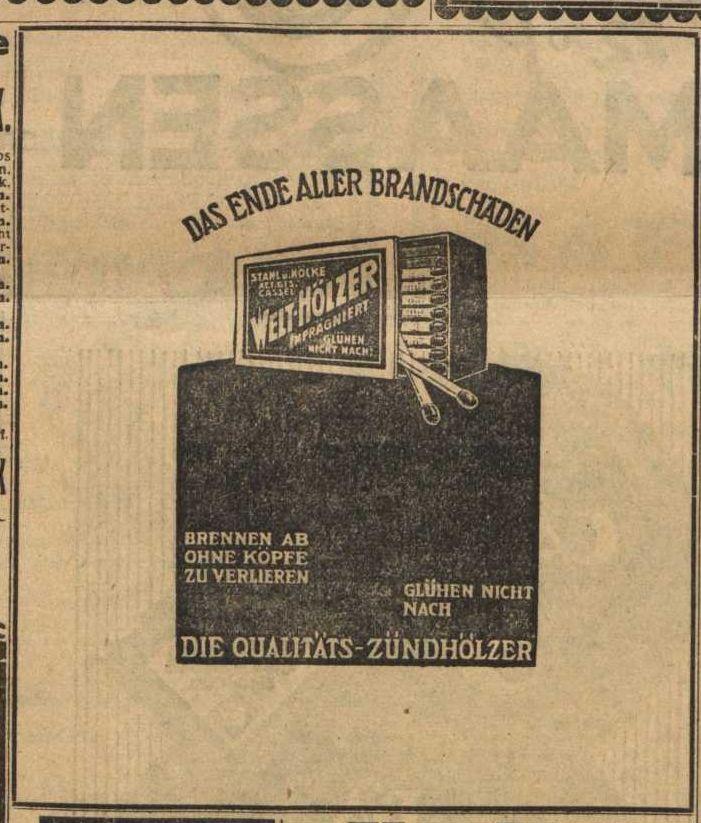 DAS ENDE ALLER BRANDSCHÄDEN
STAHL u. NÖLKE
ACT. GES.
CASSEL
WELT-HÖLZER
IMPRÄGNIERT
GLÜHEN
NICHT NACH!
BRENNEN AB
OHNE KÖPFE
ZU VERLIEREN
GLÜHEN NICHT
NACH
DIE QUALITÄTS-ZÜNDHÖLZER